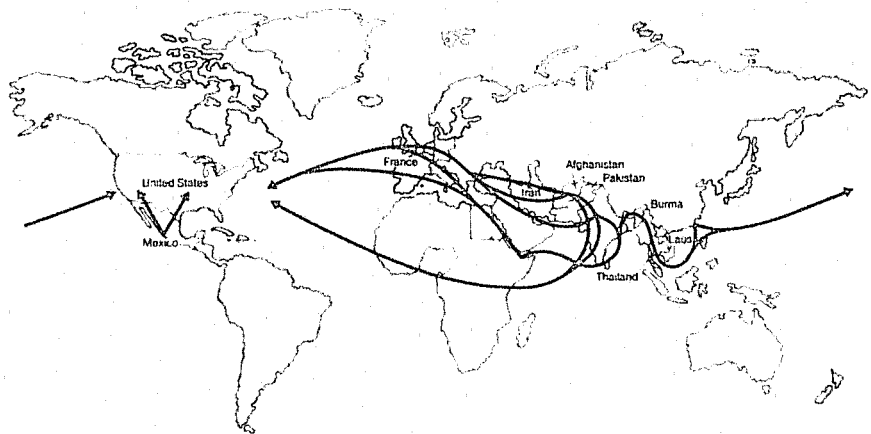 France
Afghanistan
Pakistan
Iran
United States
Burma
Mexico
Laos
Thailand